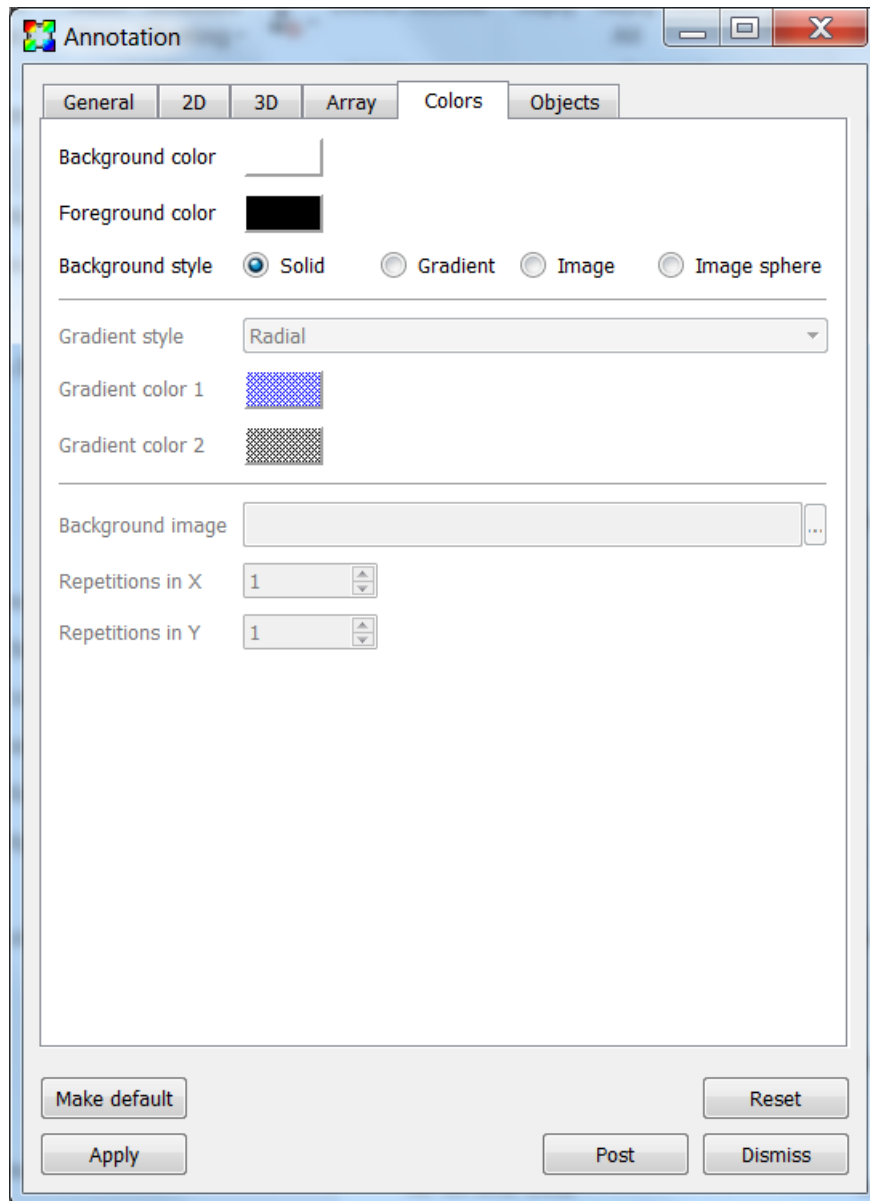 Annotation
General 2D 3D Array Colors Objects
Background color
Foreground color
Background style Solid Gradient Image Image sphere
Gradient style Radial
Gradient color 1
Gradient color 2
Background image ...
Repetitions in X 1
Repetitions in Y 1
Make default Reset
Apply Post Dismiss